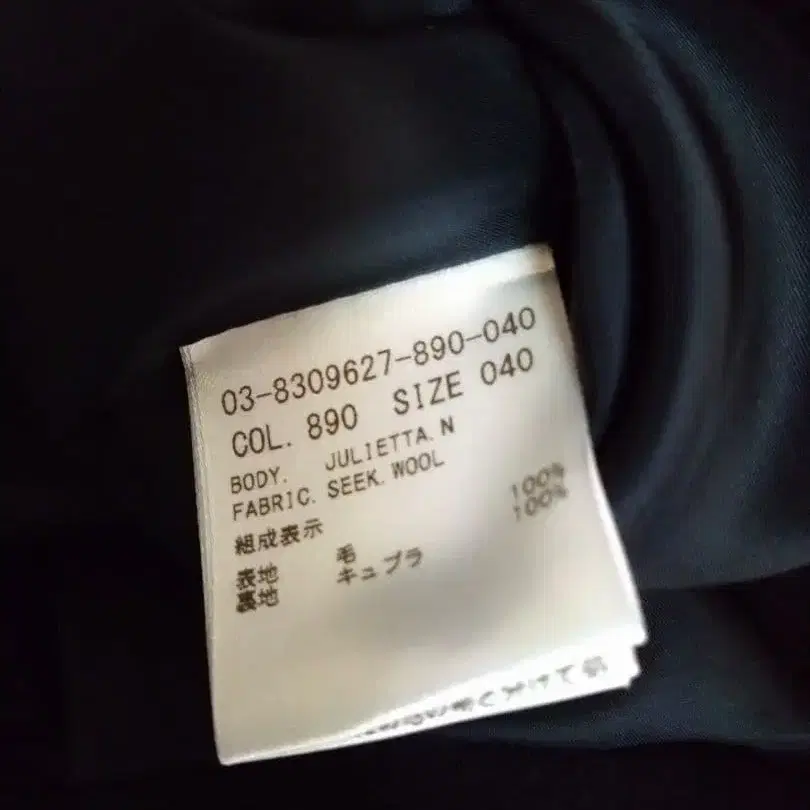 03-8309627-890-040
COL. 890 SIZE 040
BODY. JULIETTA.N
FABRIC. SEEK.WOOL
組成表示
表地 毛 100%
裏地 キュプラ 100%